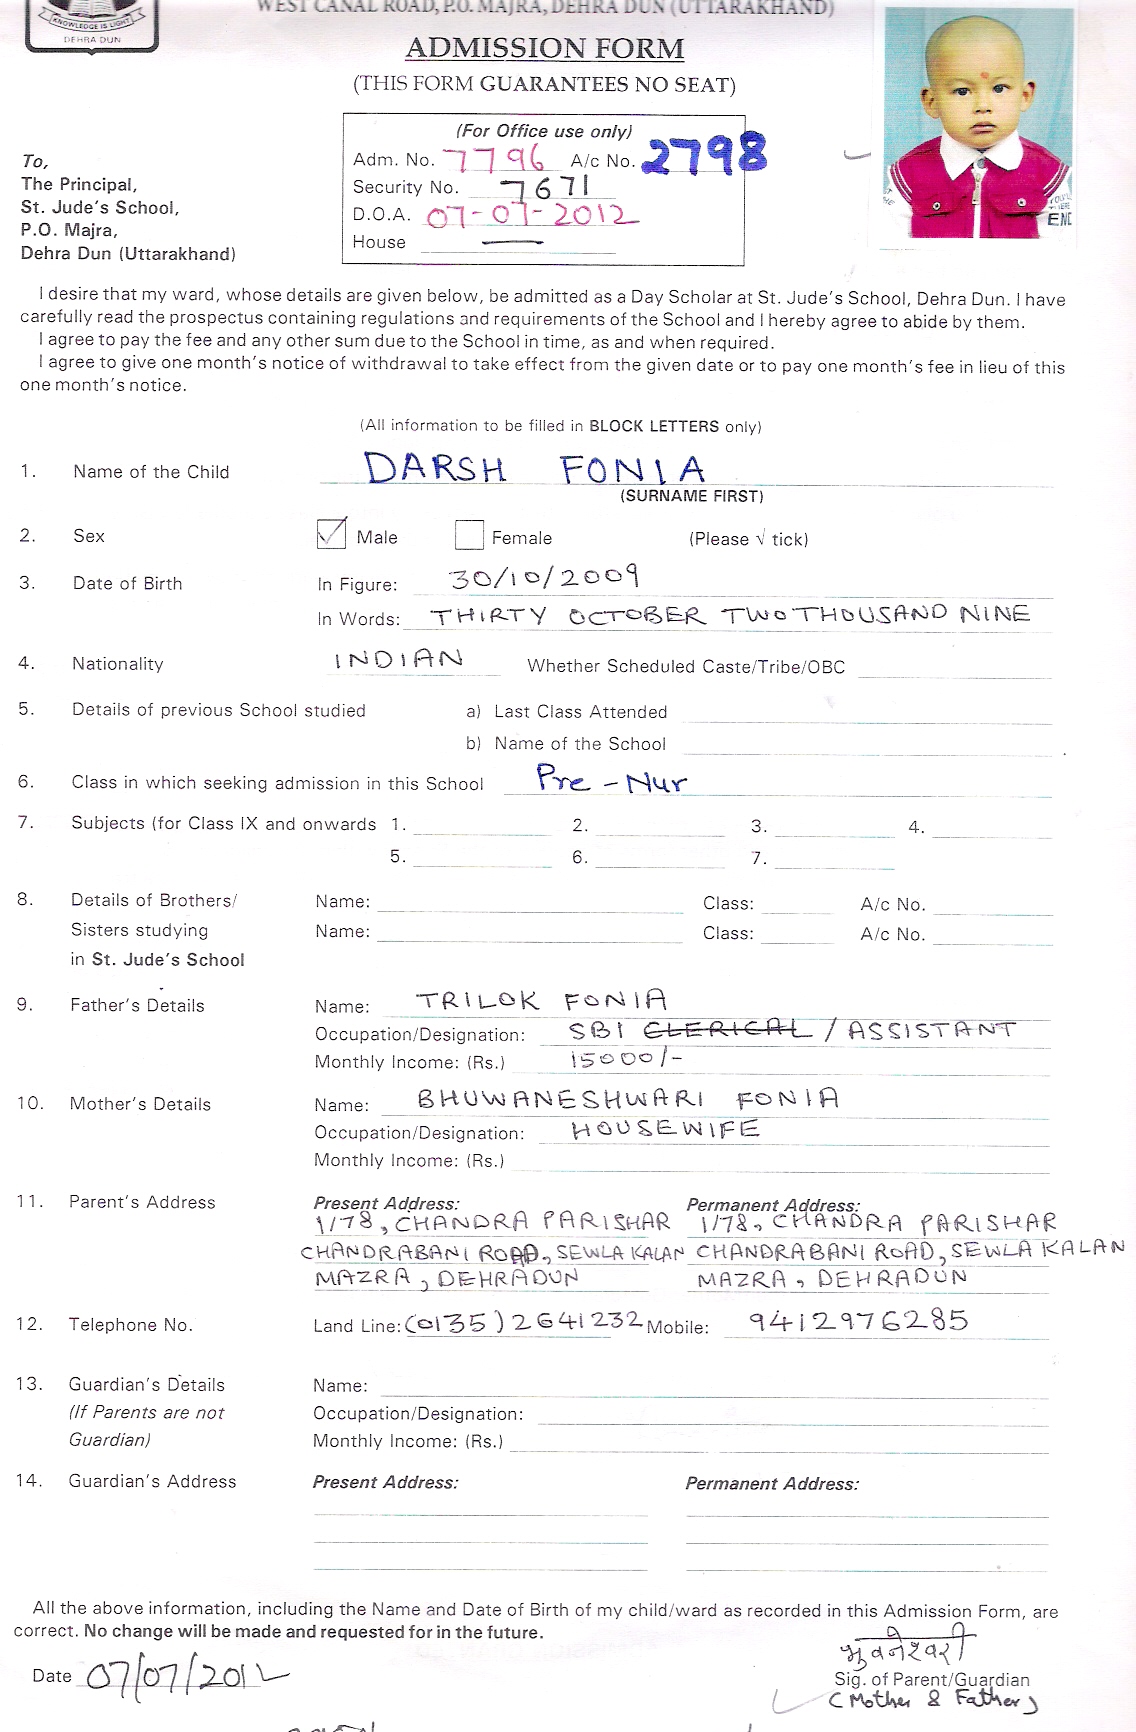 KNOWLEDGE IS LIGHT
DEHRA DUN
WEST CANAL ROAD, P.O. MAJRA, DEHRA DUN (UTTARAKHAND)
ADMISSION FORM
(THIS FORM GUARANTEES NO SEAT)
(For Office use only)
Adm. No. 7796 A/c No. 2798
Security No. 7671
D.O.A. 07-07-2012
House —
To,
The Principal,
St. Jude's School,
P.O. Majra,
Dehra Dun (Uttarakhand)
END
I desire that my ward, whose details are given below, be admitted as a Day Scholar at St. Jude's School, Dehra Dun. I have
carefully read the prospectus containing regulations and requirements of the School and I hereby agree to abide by them.
I agree to pay the fee and any other sum due to the School in time, as and when required.
I agree to give one month's notice of withdrawal to take effect from the given date or to pay one month's fee in lieu of this
one month's notice.
(All information to be filled in BLOCK LETTERS only)
1. Name of the Child DARSH FONIA
(SURNAME FIRST)
2. Sex ✓ Male Female (Please √ tick)
3. Date of Birth In Figure: 30/10/2009
In Words: THIRTY OCTOBER TWO THOUSAND NINE
4. Nationality INDIAN Whether Scheduled Caste/Tribe/OBC
5. Details of previous School studied a) Last Class Attended
b) Name of the School
6. Class in which seeking admission in this School Pre-Nur
7. Subjects (for Class IX and onwards 1. 2. 3. 4.
5. 6. 7.
8. Details of Brothers/ Name: Class: A/c No.
Sisters studying Name: Class: A/c No.
in St. Jude's School
9. Father's Details Name: TRILOK FONIA
Occupation/Designation: SBI CLERICAL / ASSISTANT
Monthly Income: (Rs.) 15000/-
10. Mother's Details Name: BHUWANESHWARI FONIA
Occupation/Designation: HOUSEWIFE
Monthly Income: (Rs.)
11. Parent's Address Present Address: Permanent Address:
1/78, CHANDRA PARISHAR 1/78, CHANDRA PARISHAR
CHANDRABANI ROAD, SEWLA KALAN CHANDRABANI ROAD, SEWLA KALAN
MAZRA, DEHRADUN MAZRA, DEHRADUN
12. Telephone No. Land Line: (0135)2641232 Mobile: 9412976285
13. Guardian's Details Name:
(If Parents are not Occupation/Designation:
Guardian) Monthly Income: (Rs.)
14. Guardian's Address Present Address: Permanent Address:
All the above information, including the Name and Date of Birth of my child/ward as recorded in this Admission Form, are
correct. No change will be made and requested for in the future.
भुवनेश्वरी
Date 07/07/2012 Sig. of Parent/Guardian
(Mother & Father)